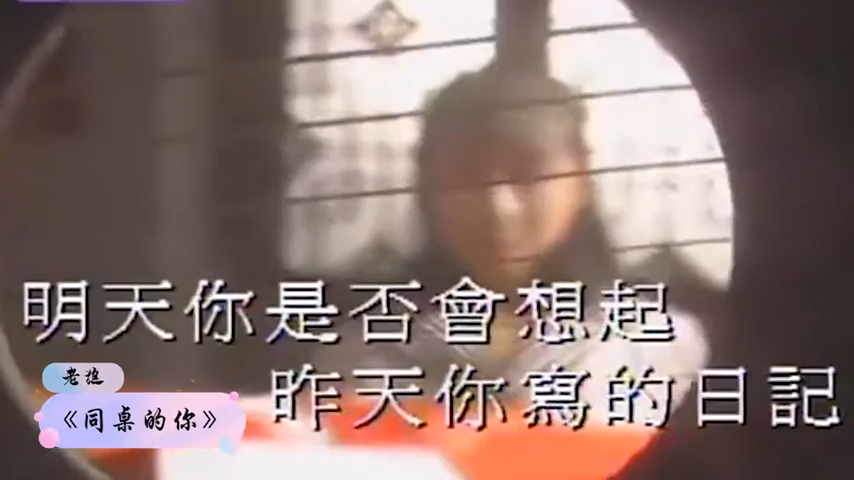 明天你是否會想起
昨天你寫的日記
老狼
《同桌的你》